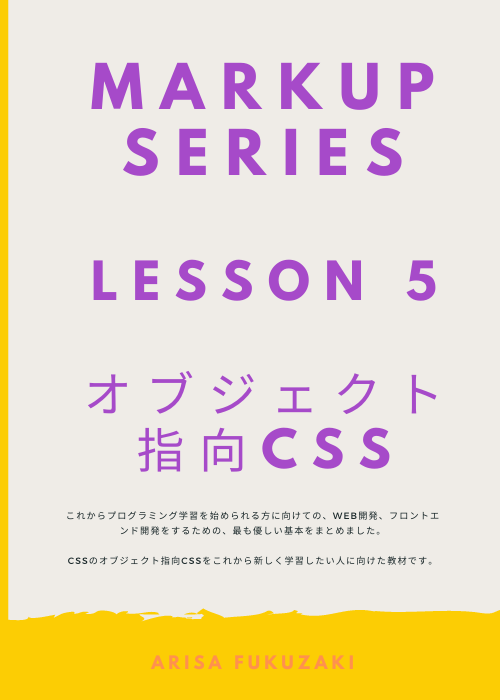 MARKUP
SERIES
LESSON 5
オブジェクト
指向CSS
これからプログラミング学習を始められる方に向けての、WEB開発、フロントエ
ンド開発をするための、最も優しい基本をまとめました。
CSSのオブジェクト指向CSSをこれから新しく学習したい人に向けた教材です。
ARISA FUKUZAKI